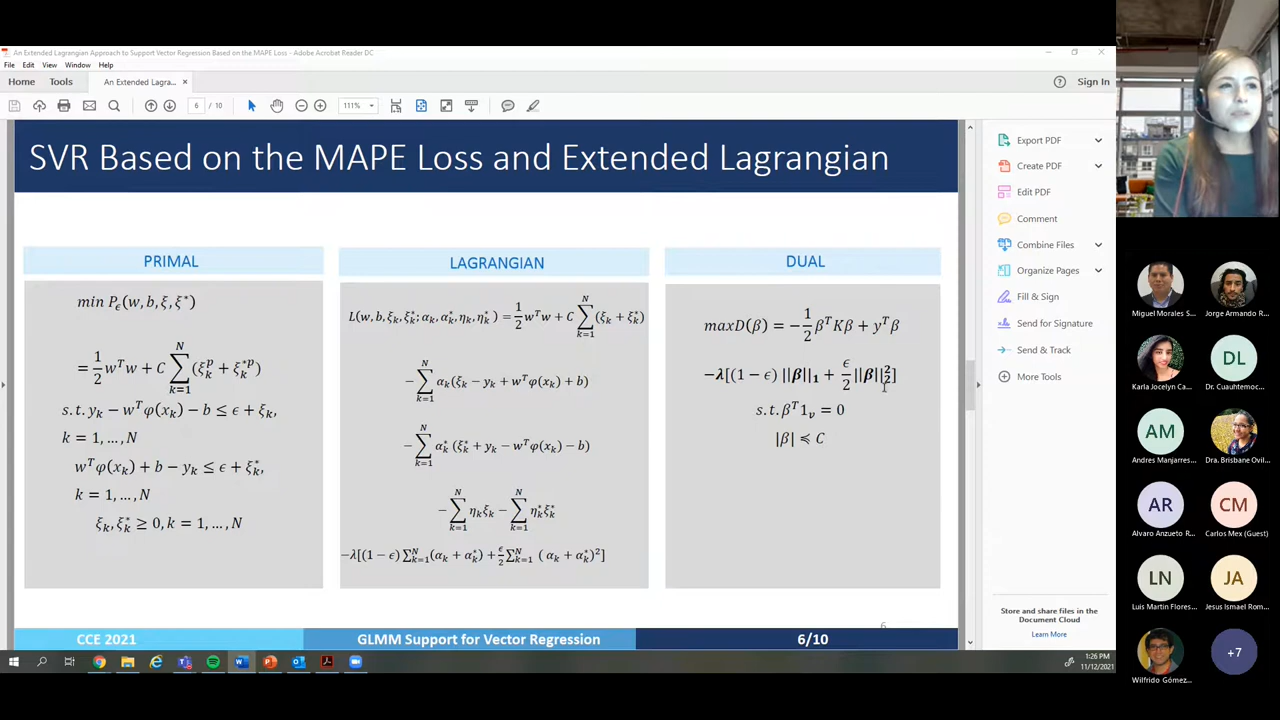 An Extended Lagrangian Approach to Support Vector Regression Based on the MAPE Loss - Adobe Acrobat Reader DC
File Edit View Window Help
Home Tools An Extended Lagra... × Sign In
6 / 10 111%
SVR Based on the MAPE Loss and Extended Lagrangian
PRIMAL
min P_ϵ(w, b, ξ, ξ*)
= 1/2 w^T w + C ∑_{k=1}^{N} (ξ_k^p + ξ_k^{*p})
s.t. y_k − w^T φ(x_k) − b ≤ ϵ + ξ_k,
k = 1, ..., N
w^T φ(x_k) + b − y_k ≤ ϵ + ξ_k^*,
k = 1, ..., N
ξ_k, ξ_k^* ≥ 0, k = 1, ..., N
LAGRANGIAN
L(w, b, ξ_k, ξ_k^*; α_k, α_k^*, η_k, η_k^*) = 1/2 w^T w + C ∑_{k=1}^{N} (ξ_k + ξ_k^*)
− ∑_{k=1}^{N} α_k(ξ_k − y_k + w^T φ(x_k) + b)
− ∑_{k=1}^{N} α_k^* (ξ_k^* + y_k − w^T φ(x_k) − b)
− ∑_{k=1}^{N} η_k ξ_k − ∑_{k=1}^{N} η_k^* ξ_k^*
−λ[(1 − ϵ) ∑_{k=1}^{N} (α_k + α_k^*) + ϵ/2 ∑_{k=1}^{N} (α_k + α_k^*)^2]
DUAL
maxD(β) = −1/2 β^T Kβ + y^T β
−λ[(1 − ϵ) ||β||_1 + ϵ/2 ||β||_2^2]
s.t. β^T 1_v = 0
|β| ≼ C
6
CCE 2021 GLMM Support for Vector Regression 6/10
Export PDF
Create PDF
Edit PDF
Comment
Combine Files
Organize Pages
Fill & Sign
Send for Signature
Send & Track
More Tools
Store and share files in the
Document Cloud
Learn More
1:26 PM
11/12/2021
Miguel Morales S... Jorge Armando R...
DL
Karla Jocelyn Ca... Dr. Cuauhtemoc...
AM
Andres Manjarres... Dra. Brisbane Ovil...
AR CM
Alvaro Anzueto R... Carlos Mex (Guest)
LN JA
Luis Martin Flores... Jesus Ismael Rom...
+7
Wilfrido Gómez...